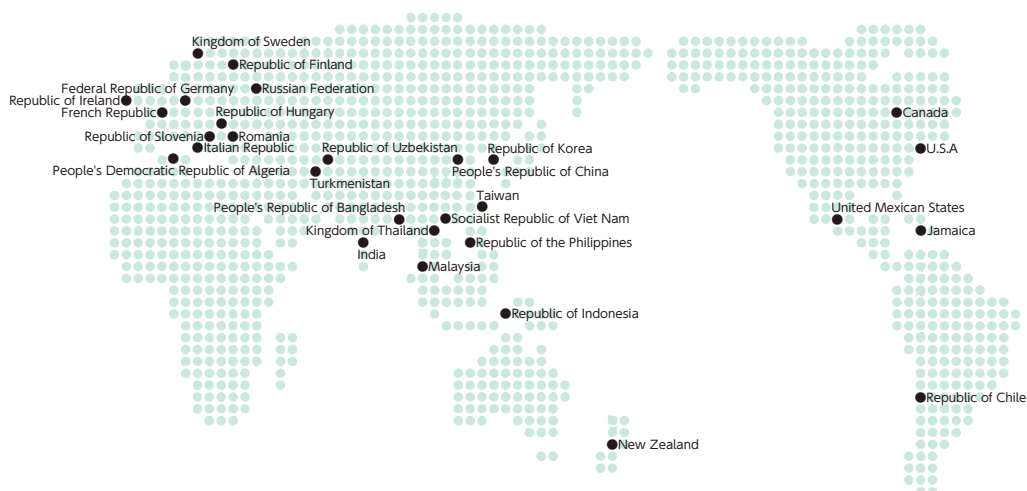 Kingdom of Sweden
Republic of Finland
Federal Republic of Germany
Russian Federation
Republic of Ireland
French Republic
Republic of Hungary
Canada
Republic of Slovenia
Romania
Italian Republic
Republic of Uzbekistan
Republic of Korea
U.S.A
People's Democratic Republic of Algeria
People's Republic of China
Turkmenistan
Taiwan
People's Republic of Bangladesh
United Mexican States
Socialist Republic of Viet Nam
Kingdom of Thailand
Jamaica
Republic of the Philippines
India
Malaysia
Republic of Indonesia
Republic of Chile
New Zealand